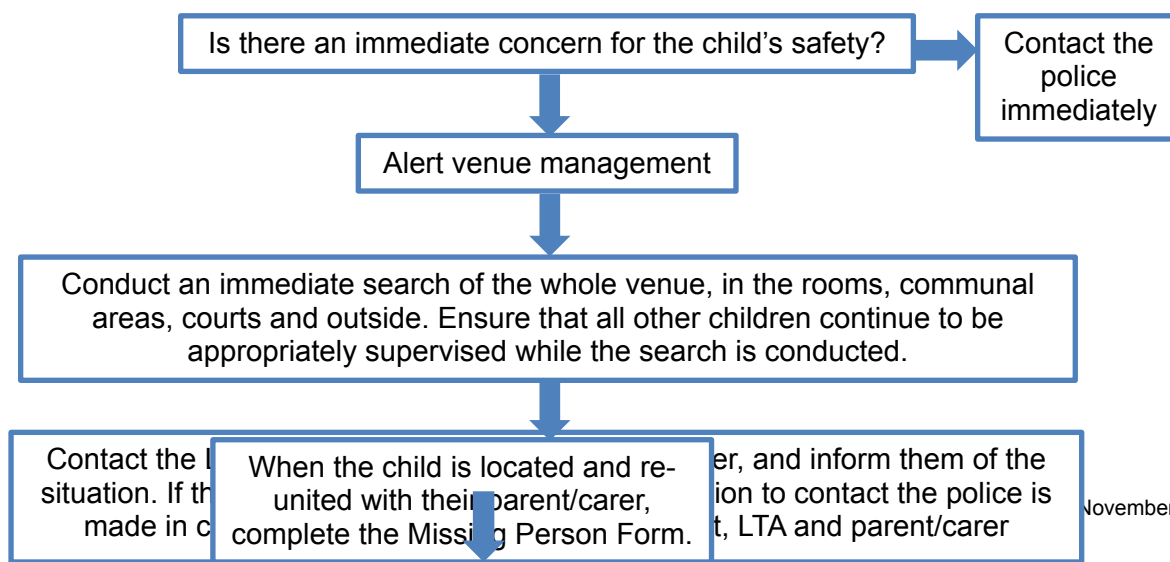 Is there an immediate concern for the child’s safety?
Contact the
police
immediately
Alert venue management
Conduct an immediate search of the whole venue, in the rooms, communal
areas, courts and outside. Ensure that all other children continue to be
appropriately supervised while the search is conducted.
Contact the er, and inform them of the
situation. If th ion to contact the police is
made in c t, LTA and parent/carer
When the child is located and re-
united with their parent/carer,
complete the Missing Person Form.
November